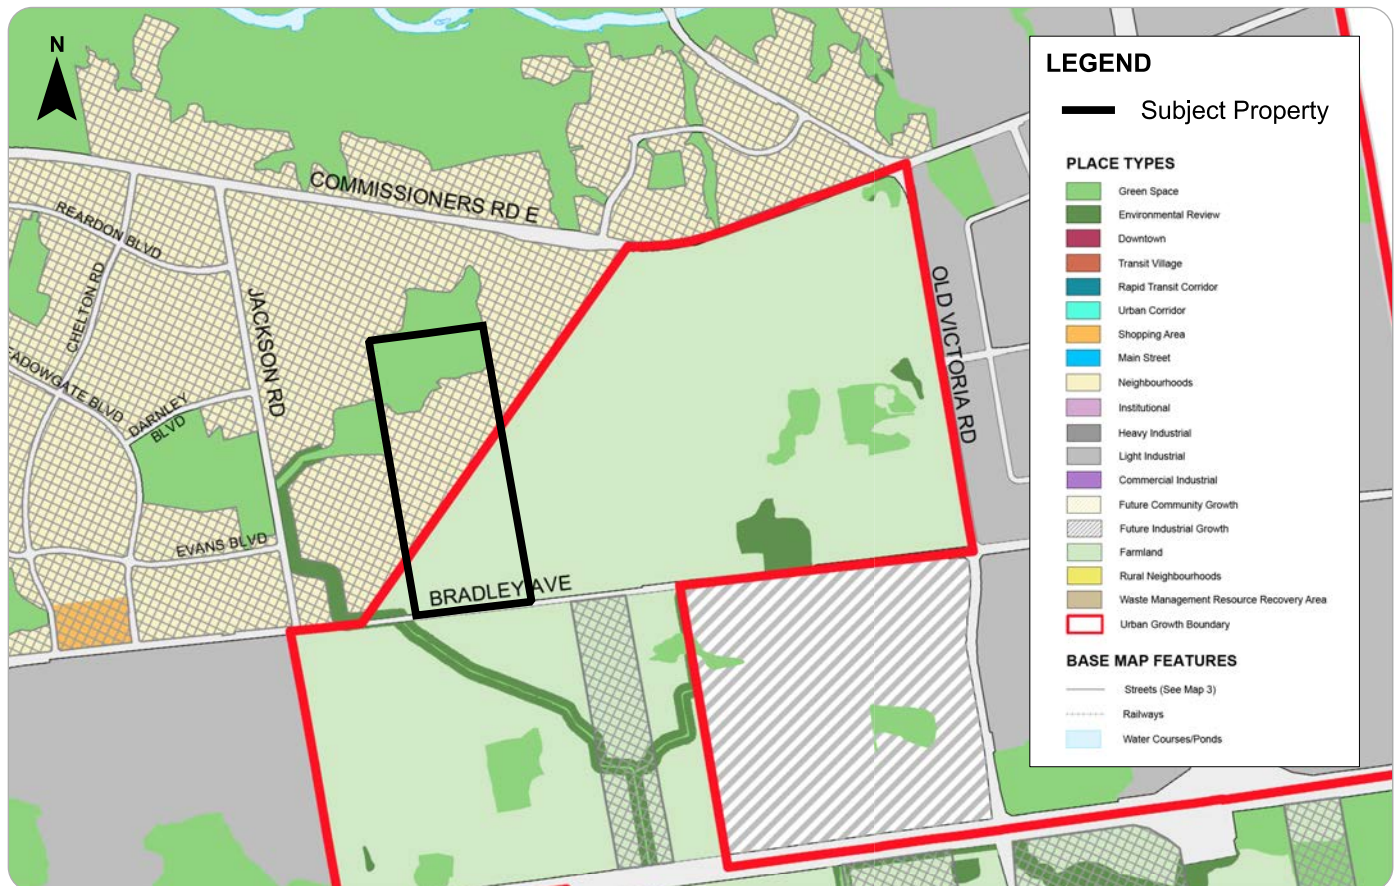 N
COMMISSIONERS RD E
REARDON BLVD
CHELTON RD
JACKSON RD
ADOWGATE BLVD
DARNLEY
BLVD
EVANS BLVD
BRADLEY AVE
OLD VICTORIA RD
LEGEND
Subject Property
PLACE TYPES
Green Space
Environmental Review
Downtown
Transit Village
Rapid Transit Corridor
Urban Corridor
Shopping Area
Main Street
Neighbourhoods
Institutional
Heavy Industrial
Light Industrial
Commercial Industrial
Future Community Growth
Future Industrial Growth
Farmland
Rural Neighbourhoods
Waste Management Resource Recovery Area
Urban Growth Boundary
BASE MAP FEATURES
Streets (See Map 3)
Railways
Water Courses/Ponds